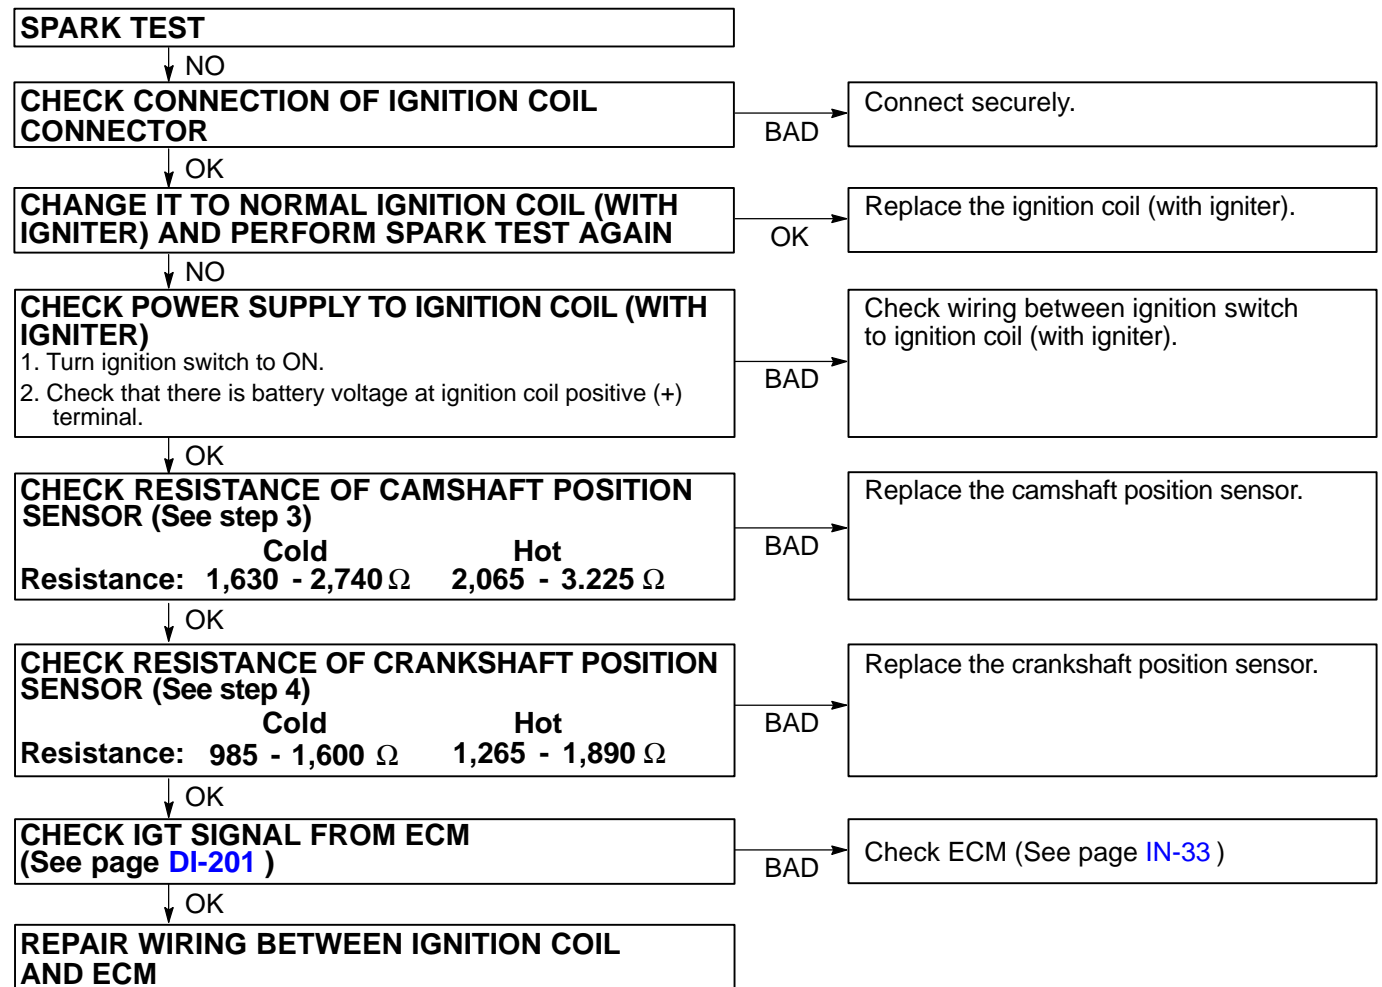 SPARK TEST
NO
CHECK CONNECTION OF IGNITION COIL
CONNECTOR
BAD
Connect securely.
OK
CHANGE IT TO NORMAL IGNITION COIL (WITH
IGNITER) AND PERFORM SPARK TEST AGAIN
OK
Replace the ignition coil (with igniter).
NO
CHECK POWER SUPPLY TO IGNITION COIL (WITH
IGNITER)
1. Turn ignition switch to ON.
2. Check that there is battery voltage at ignition coil positive (+)
terminal.
BAD
Check wiring between ignition switch
to ignition coil (with igniter).
OK
CHECK RESISTANCE OF CAMSHAFT POSITION
SENSOR (See step 3)
Cold Hot
Resistance: 1,630 - 2,740 Ω 2,065 - 3.225 Ω
BAD
Replace the camshaft position sensor.
OK
CHECK RESISTANCE OF CRANKSHAFT POSITION
SENSOR (See step 4)
Cold Hot
Resistance: 985 - 1,600 Ω 1,265 - 1,890 Ω
BAD
Replace the crankshaft position sensor.
OK
CHECK IGT SIGNAL FROM ECM
(See page DI-201 )
BAD
Check ECM (See page IN-33 )
OK
REPAIR WIRING BETWEEN IGNITION COIL
AND ECM